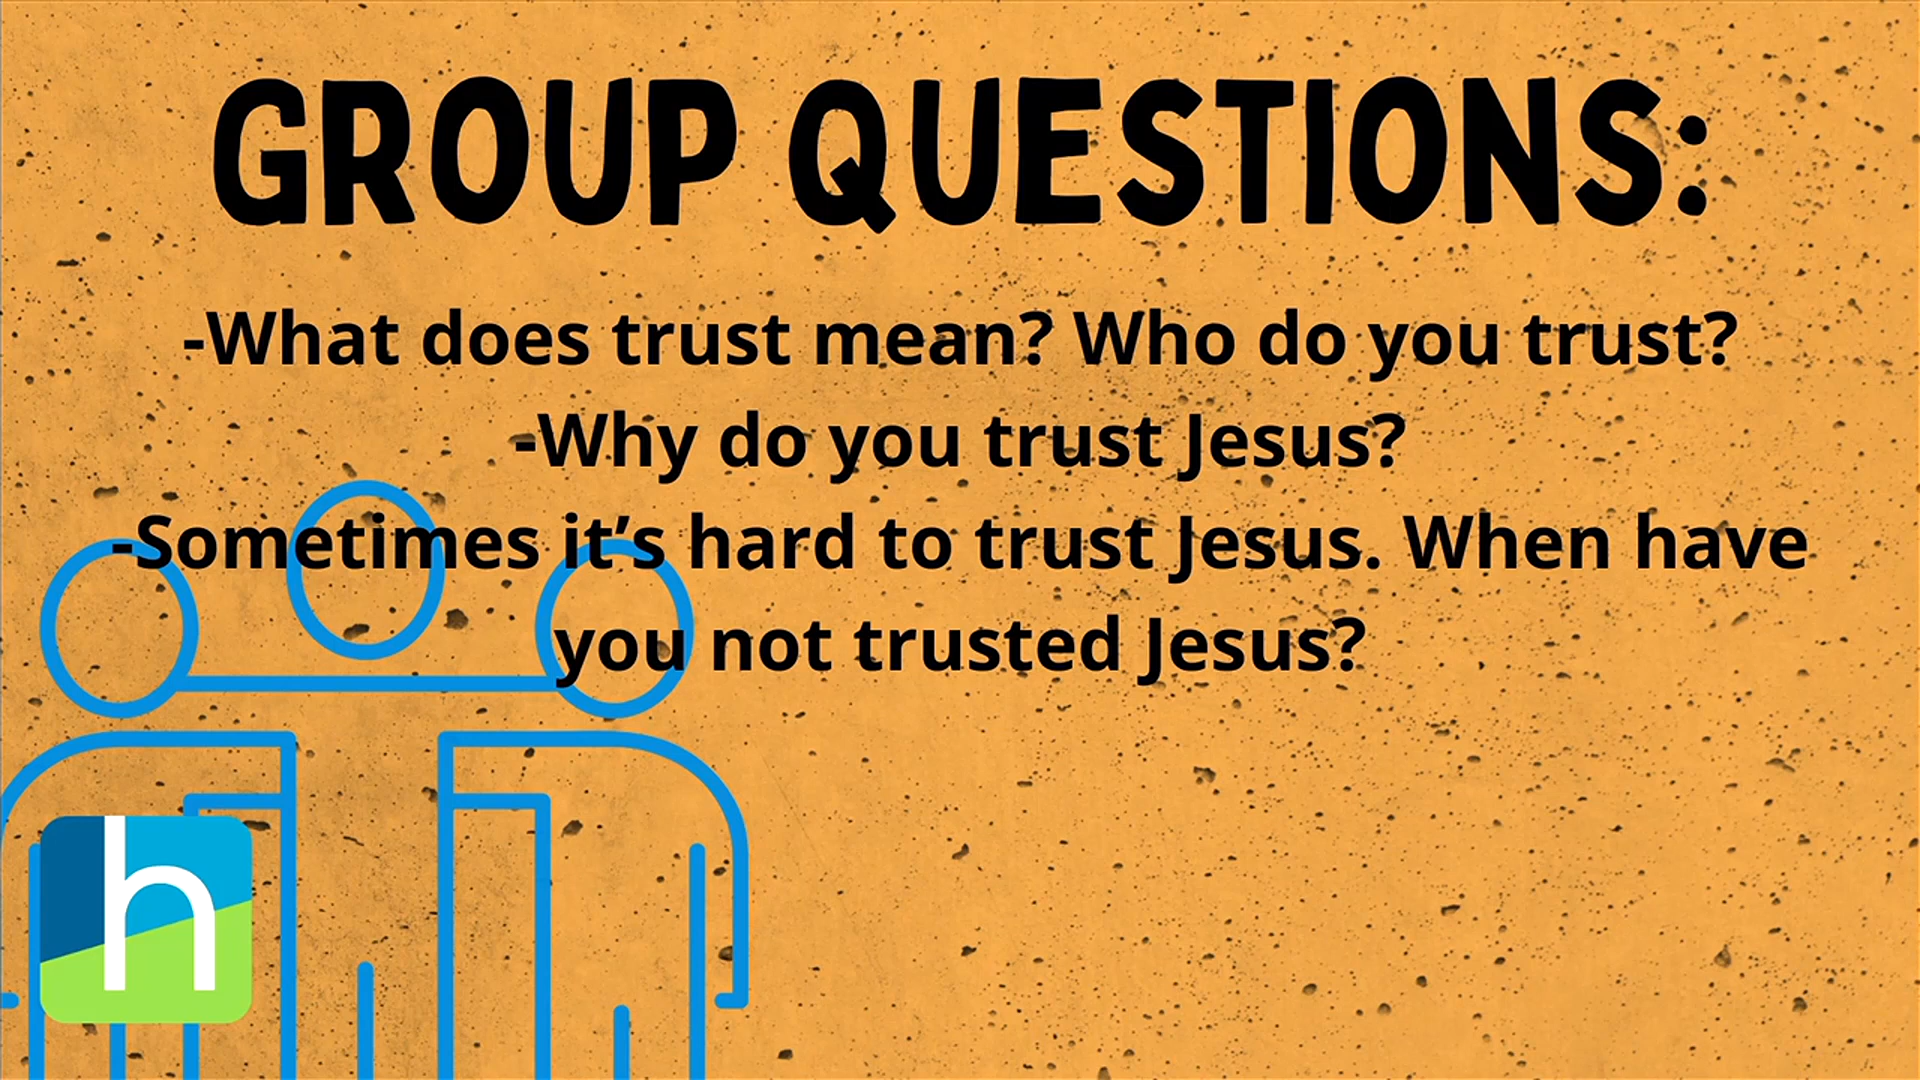 GROUP QUESTIONS:
-What does trust mean? Who do you trust?
-Why do you trust Jesus?
-Sometimes it’s hard to trust Jesus. When have
you not trusted Jesus?
h